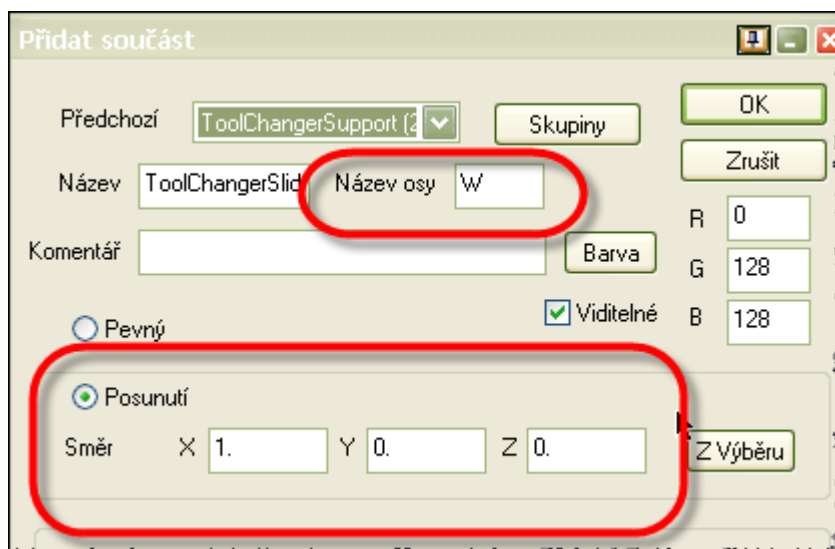 Přidat součást
Předchozí ToolChangerSupport (2 Skupiny OK
Zrušit
Název ToolChangerSlid Název osy W
R 0
Komentář Barva
G 128
Viditelné B 128
Pevný
Posunutí
Směr X 1. Y 0. Z 0. Z Výběru